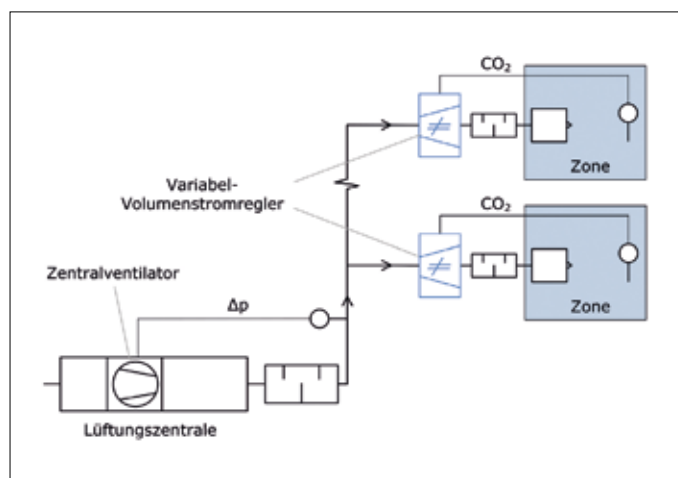 CO₂
Zone
Variabel-
Volumenstromregler
CO₂
Zentralventilator
Zone
Δp
Lüftungszentrale